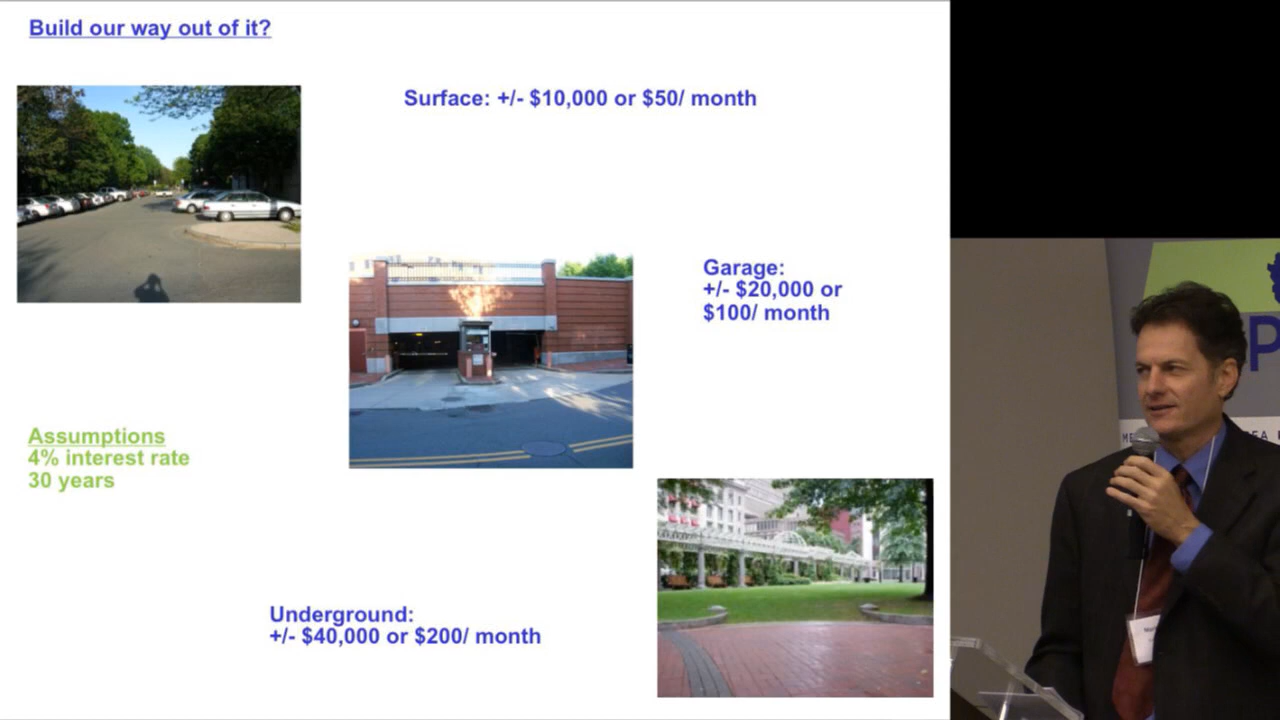 Build our way out of it?
Surface: +/- $10,000 or $50/ month
Garage:
+/- $20,000 or
$100/ month
Assumptions
4% interest rate
30 years
Underground:
+/- $40,000 or $200/ month
P